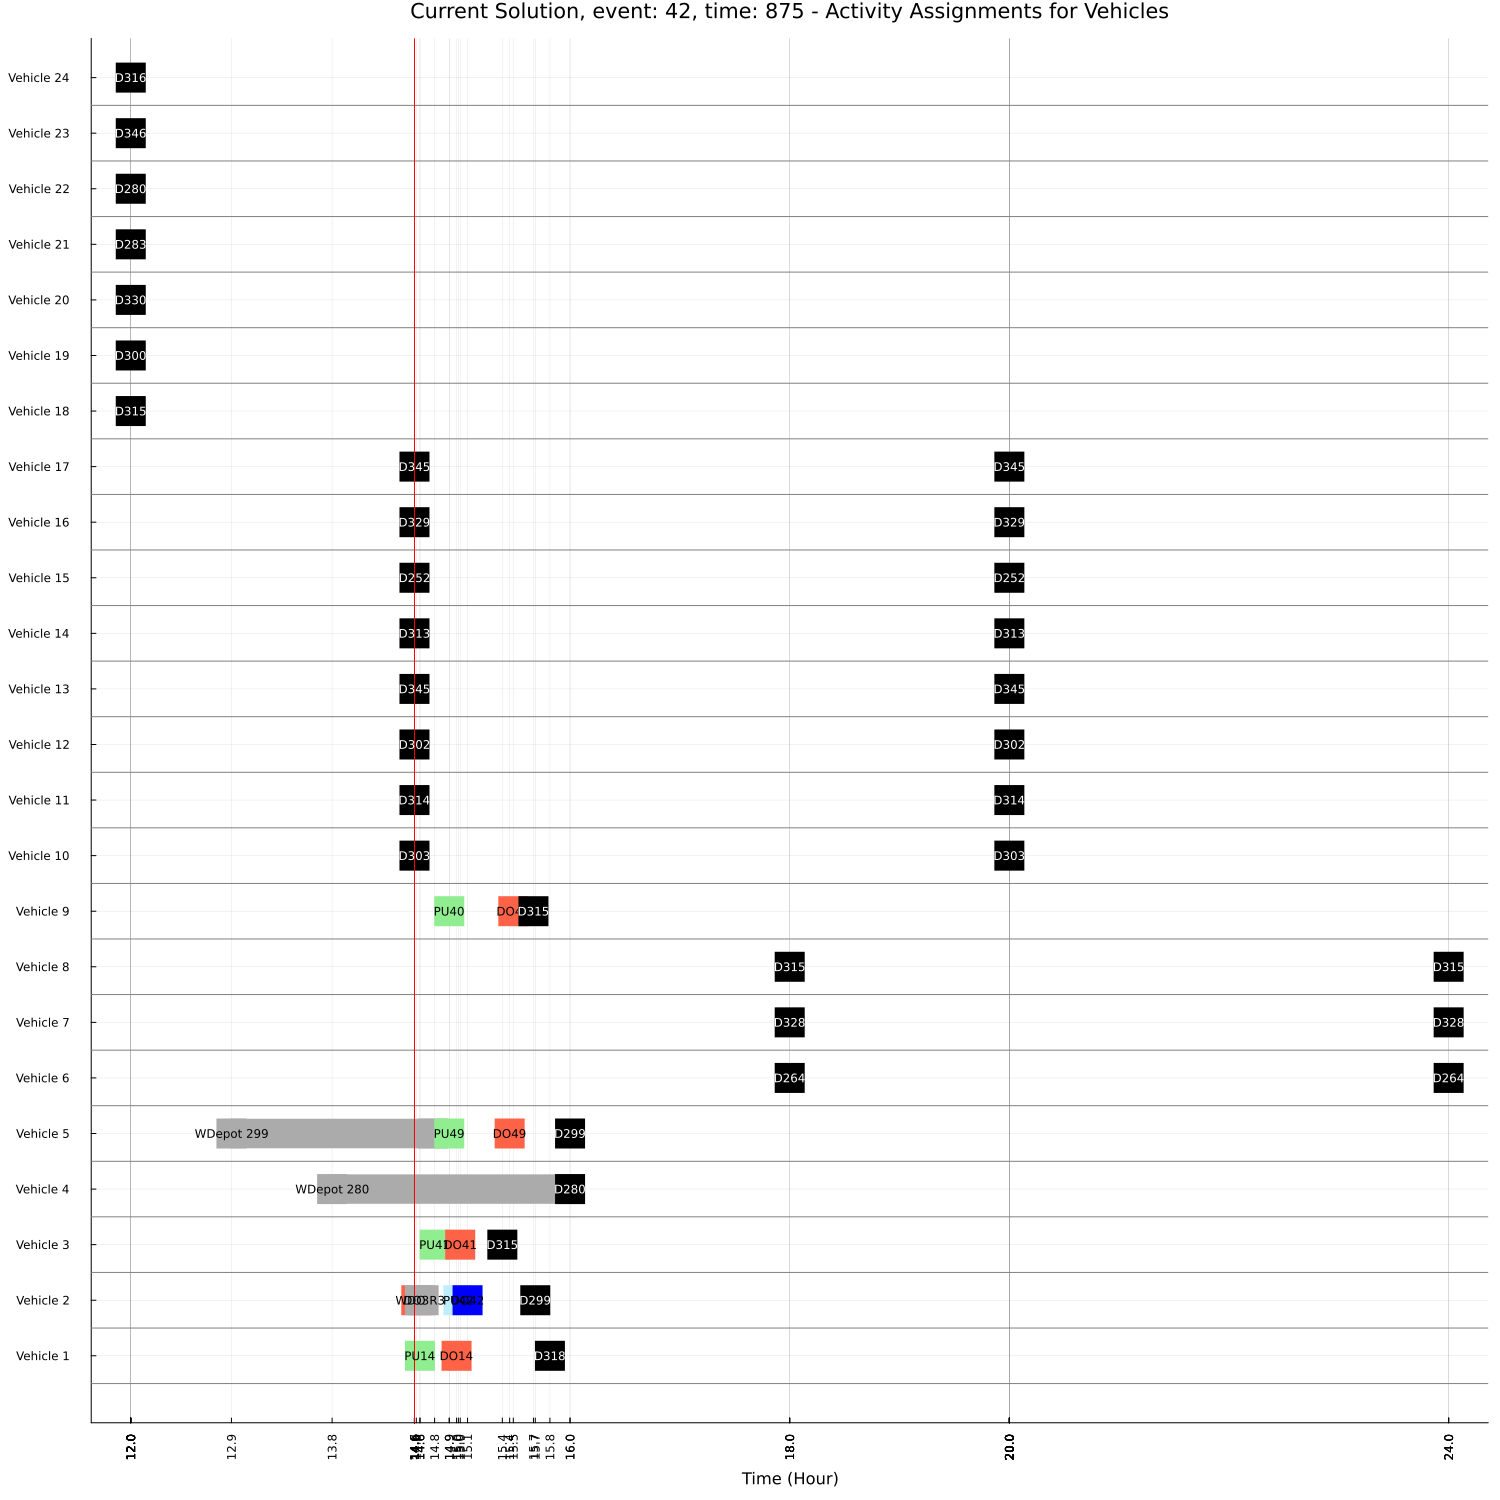 Current Solution, event: 42, time: 875 - Activity Assignments for Vehicles
Vehicle 24 D316
Vehicle 23 D346
Vehicle 22 D280
Vehicle 21 D283
Vehicle 20 D330
Vehicle 19 D300
Vehicle 18 D315
Vehicle 17 D345 D345
Vehicle 16 D329 D329
Vehicle 15 D252 D252
Vehicle 14 D313 D313
Vehicle 13 D345 D345
Vehicle 12 D302 D302
Vehicle 11 D314 D314
Vehicle 10 D303 D303
Vehicle 9 PU40 D315
Vehicle 8 D315 D315
Vehicle 7 D328 D328
Vehicle 6 D264 D264
Vehicle 5 WDepot 299 PU49 DO49 D299
Vehicle 4 WDepot 280 D280
Vehicle 3 PU41 DO41 D315
Vehicle 2 D299
Vehicle 1 PU14 DO14 D318
12.0 12.9 13.8 14.8 15.1 15.4 15.7 15.8 16.0 18.0 20.0 24.0
Time (Hour)